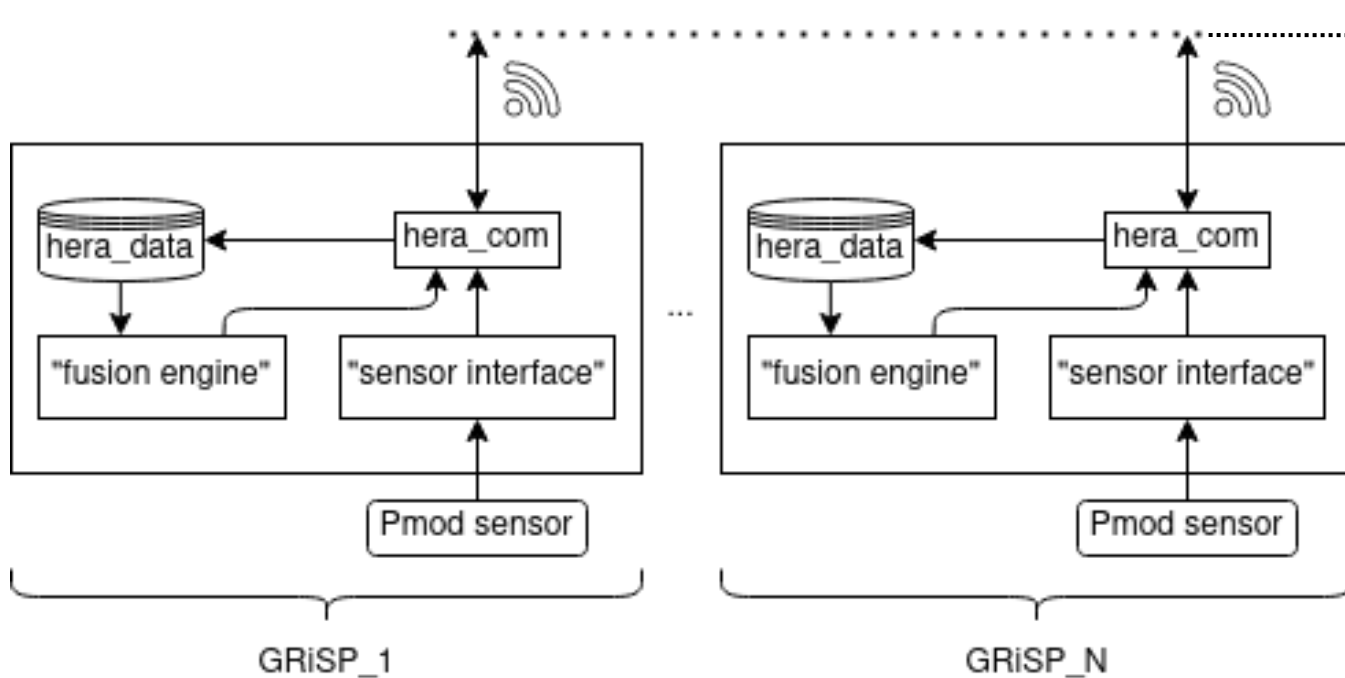 hera_data
hera_com
"fusion engine"
"sensor interface"
Pmod sensor
GRiSP_1
...
hera_data
hera_com
"fusion engine"
"sensor interface"
Pmod sensor
GRiSP_N